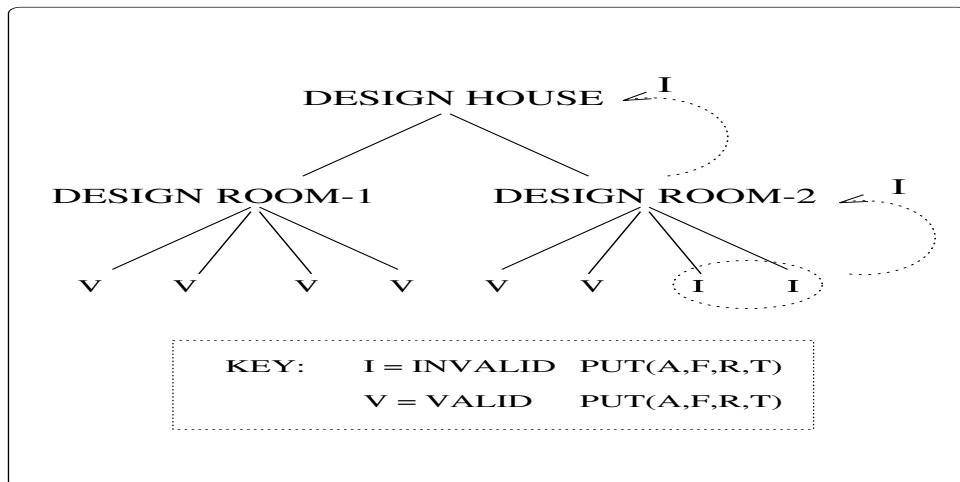 I
DESIGN HOUSE
I
DESIGN ROOM-1 DESIGN ROOM-2
V V V V V V I I
KEY: I = INVALID PUT(A,F,R,T)
V = VALID PUT(A,F,R,T)